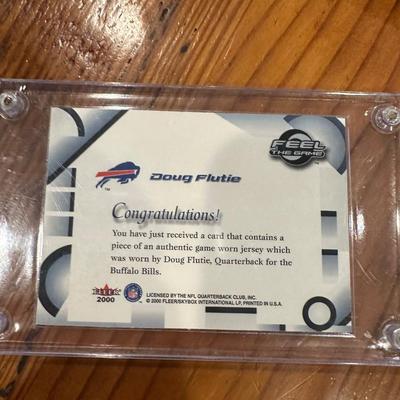 FEEL
THE GAME
TM
Doug Flutie
Congratulations!
You have just received a card that contains a
piece of an authentic game worn jersey which
was worn by Doug Flutie, Quarterback for the
Buffalo Bills.
FLEER
2000
LICENSED BY THE NFL QUARTERBACK CLUB, INC.
© 2000 FLEER/SKYBOX INTERNATIONAL LP, PRINTED IN U.S.A.